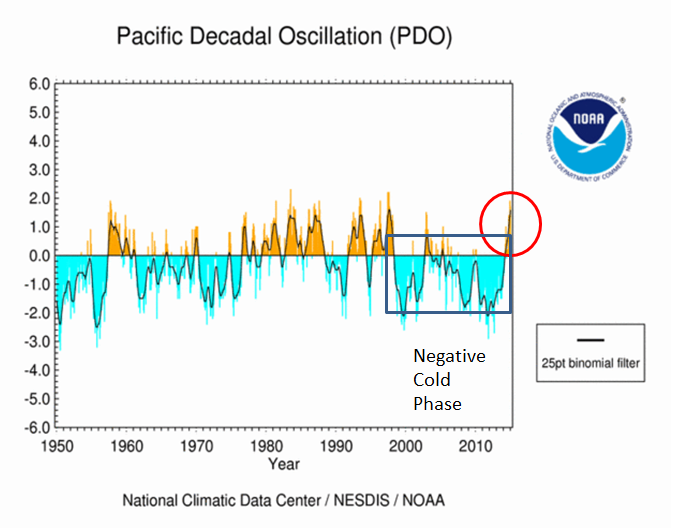 Pacific Decadal Oscillation (PDO)
6.0
5.0
4.0
3.0
2.0
1.0
0.0
-1.0
-2.0
-3.0
-4.0
-5.0
-6.0
1950 1960 1970 1980 1990 2000 2010
Year
Negative
Cold
Phase
NATIONAL OCEANIC AND ATMOSPHERIC ADMINISTRATION
NOAA
U.S. DEPARTMENT OF COMMERCE
®
25pt binomial filter
National Climatic Data Center / NESDIS / NOAA